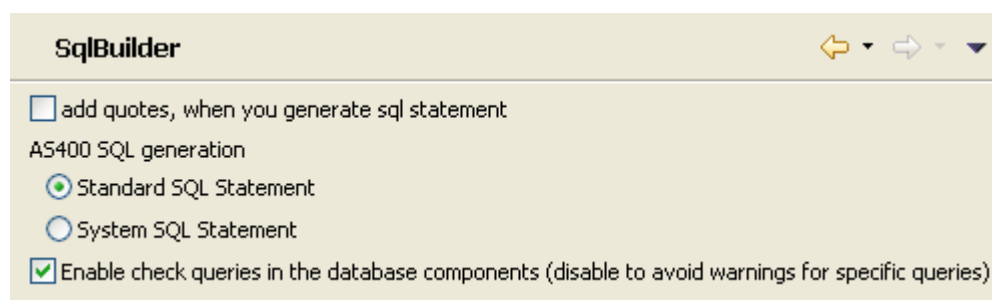 SqlBuilder
add quotes, when you generate sql statement
AS400 SQL generation
Standard SQL Statement
System SQL Statement
Enable check queries in the database components (disable to avoid warnings for specific queries)